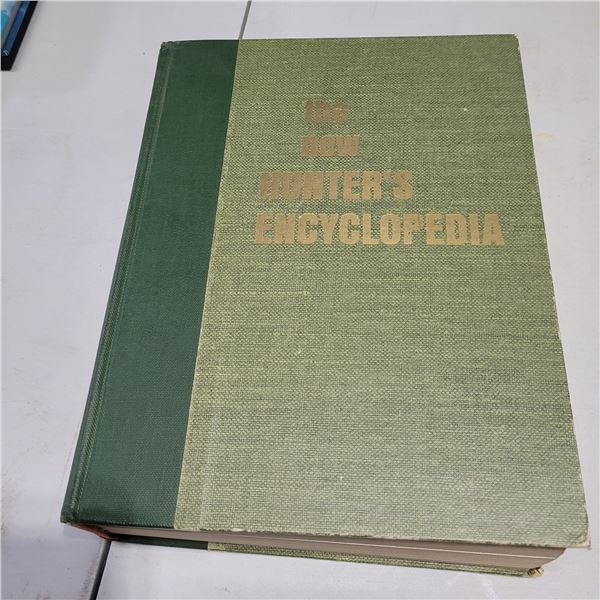 the
new
HUNTER'S
ENCYCLOPEDIA